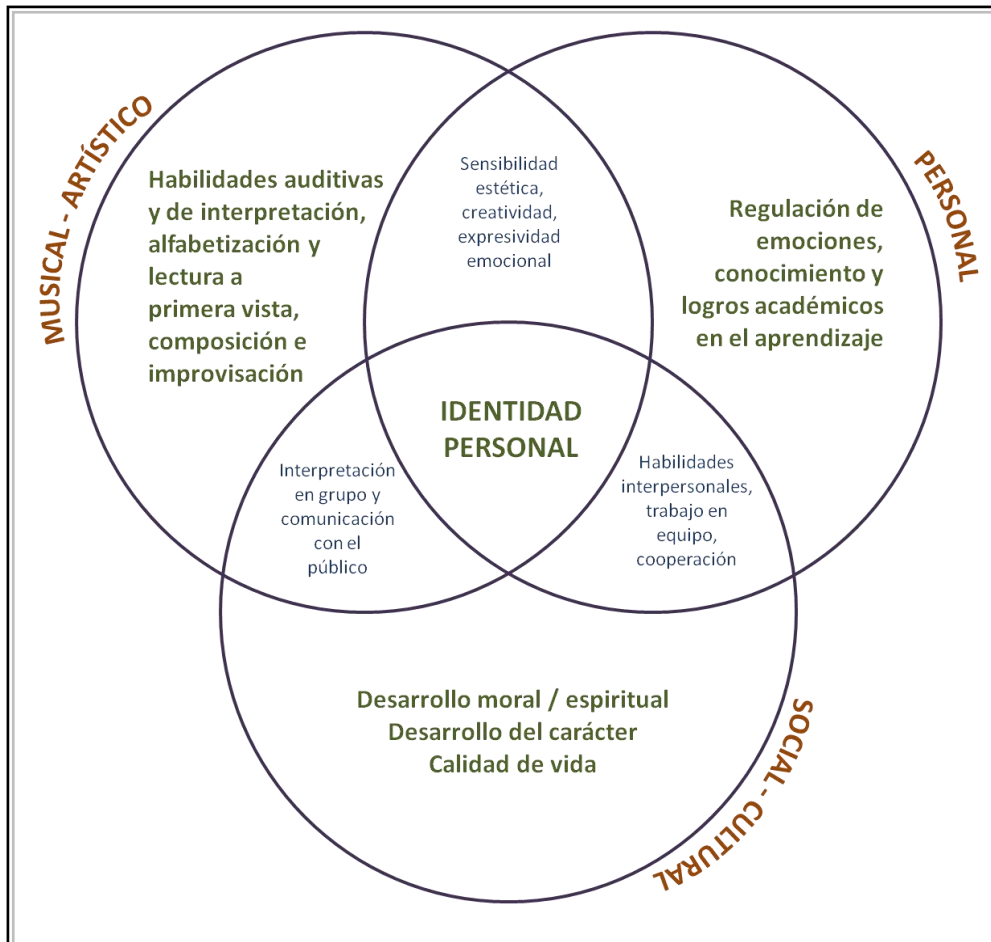 MUSICAL - ARTÍSTICO
Habilidades auditivas
y de interpretación,
alfabetización y
lectura a
primera vista,
composición e
improvisación
Sensibilidad
estética,
creatividad,
expresividad
emocional
PERSONAL
Regulación de
emociones,
conocimiento y
logros académicos
en el aprendizaje
IDENTIDAD
PERSONAL
Interpretación
en grupo y
comunicación
con el
público
Habilidades
interpersonales,
trabajo en
equipo,
cooperación
Desarrollo moral / espiritual
Desarrollo del carácter
Calidad de vida
SOCIAL - CULTURAL